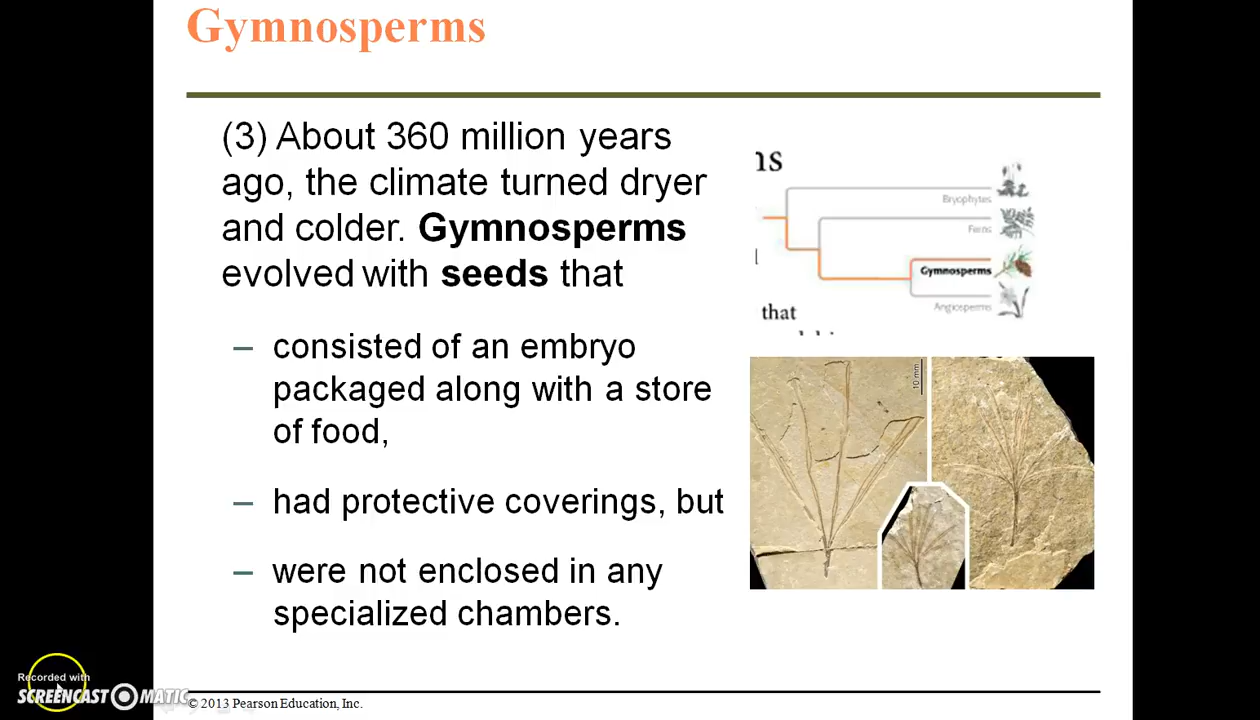 Gymnosperms
(3) About 360 million years
ago, the climate turned dryer
and colder. Gymnosperms
evolved with seeds that
– consisted of an embryo
packaged along with a store
of food,
– had protective coverings, but
– were not enclosed in any
specialized chambers.
ns
Bryophytes
Ferns
Gymnosperms
Angiosperms
that
10 mm
Recorded with
SCREENCAST MATIC
© 2013 Pearson Education, Inc.